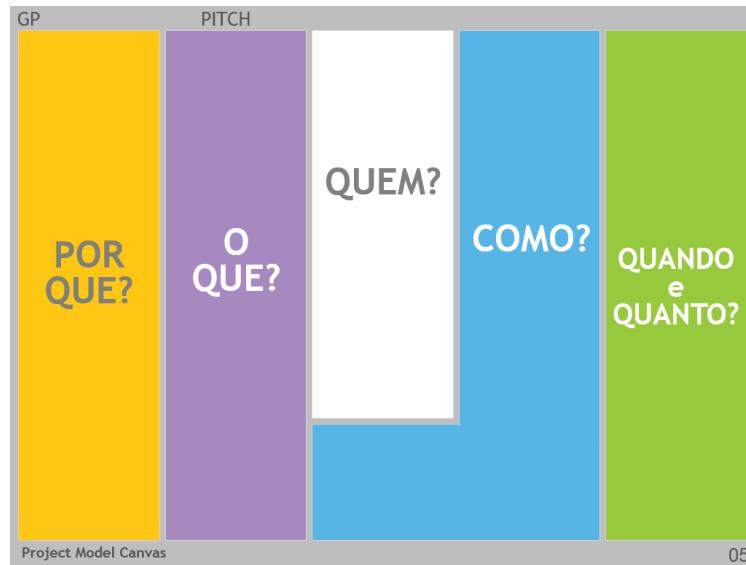 GP
PITCH
POR
QUE?
O
QUE?
QUEM?
COMO?
QUANDO
e
QUANTO?
Project Model Canvas
05